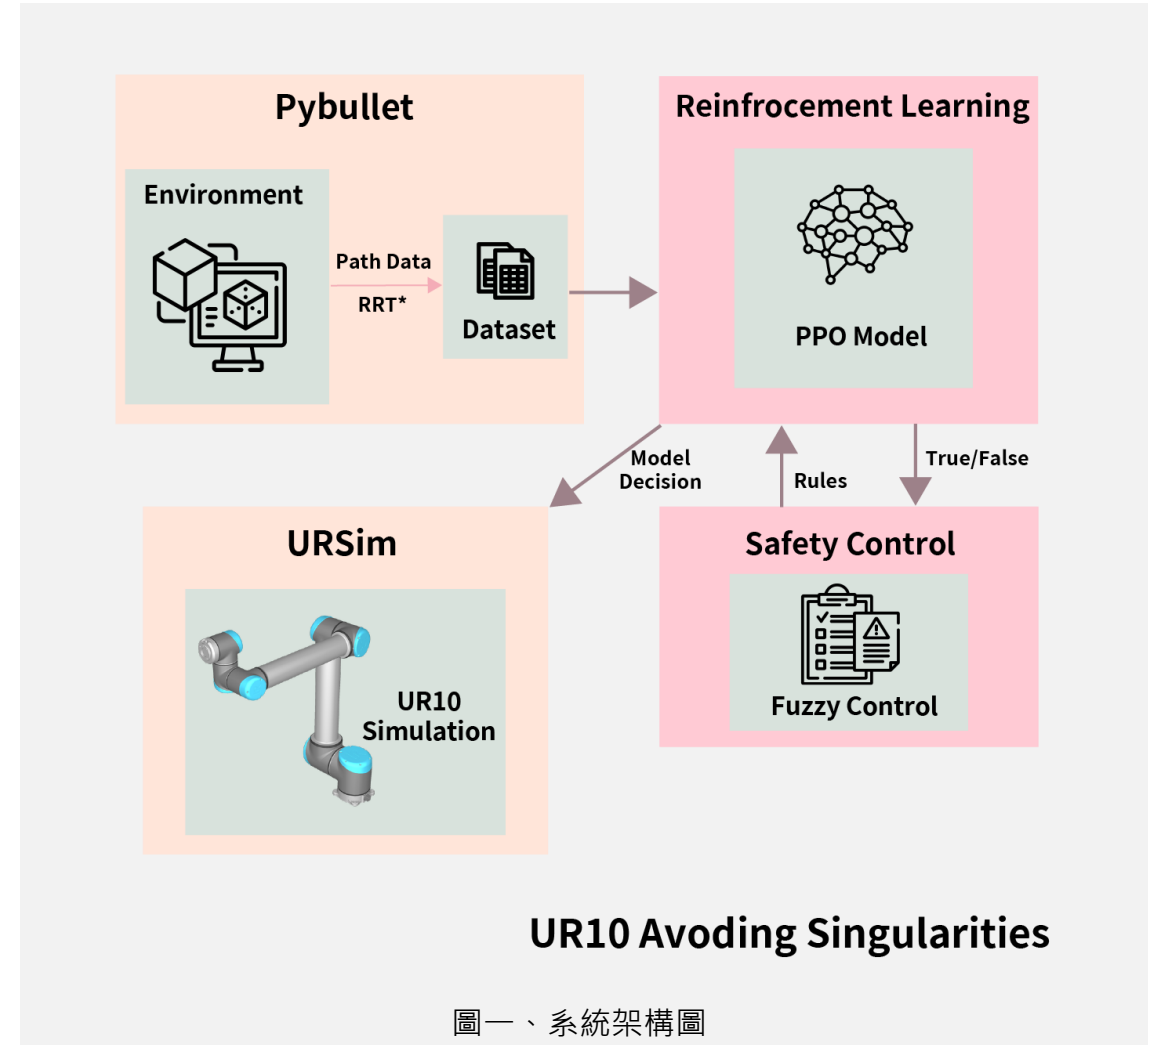 Pybullet
Environment
Path Data
RRT*
Dataset
Reinfrocement Learning
PPO Model
Model
Decision
Rules
True/False
URSim
UR10
Simulation
Safety Control
Fuzzy Control
UR10 Avoding Singularities
圖一、系統架構圖